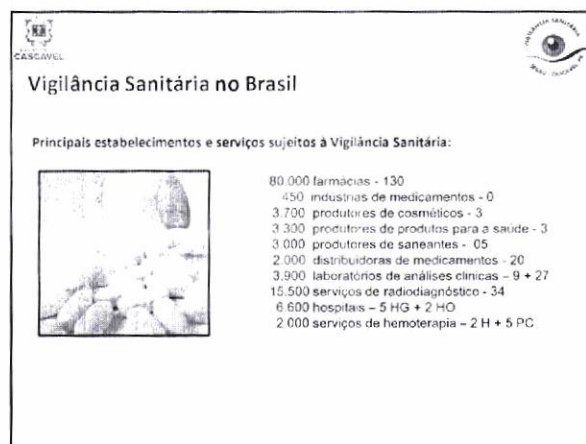 CASCAVEL
VIGILÂNCIA SANITÁRIA
Vigilância Sanitária no Brasil
Principais estabelecimentos e serviços sujeitos à Vigilância Sanitária:
80.000 farmácias - 130
450 indústrias de medicamentos - 0
3.700 produtores de cosméticos - 3
3.300 produtores de produtos para a saúde - 3
3.000 produtores de saneantes - 05
2.000 distribuidoras de medicamentos - 20
3.900 laboratórios de análises clínicas – 9 + 27
15.500 serviços de radiodiagnóstico - 34
6.600 hospitais – 5 HG + 2 HO
2.000 serviços de hemoterapia – 2 H + 5 PC